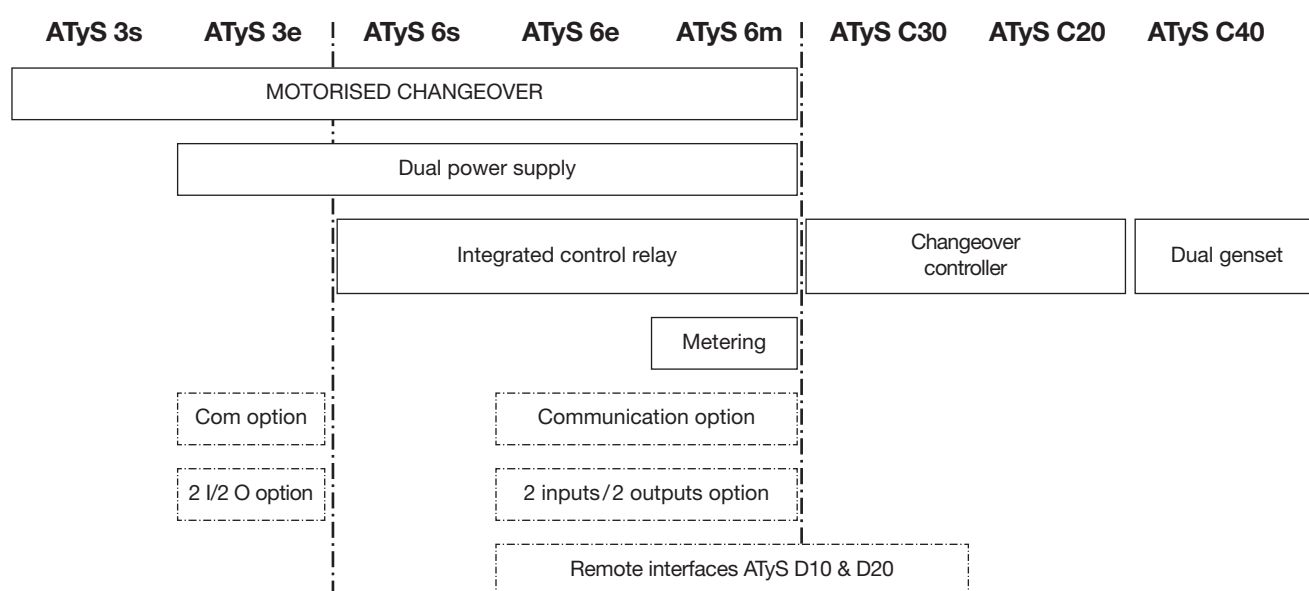 ATyS 3s ATyS 3e ATyS 6s ATyS 6e ATyS 6m ATyS C30 ATyS C20 ATyS C40
MOTORISED CHANGEOVER
Dual power supply
Integrated control relay
Changeover
controller
Dual genset
Metering
Com option
Communication option
2 I/2 O option
2 inputs/2 outputs option
Remote interfaces ATyS D10 & D20